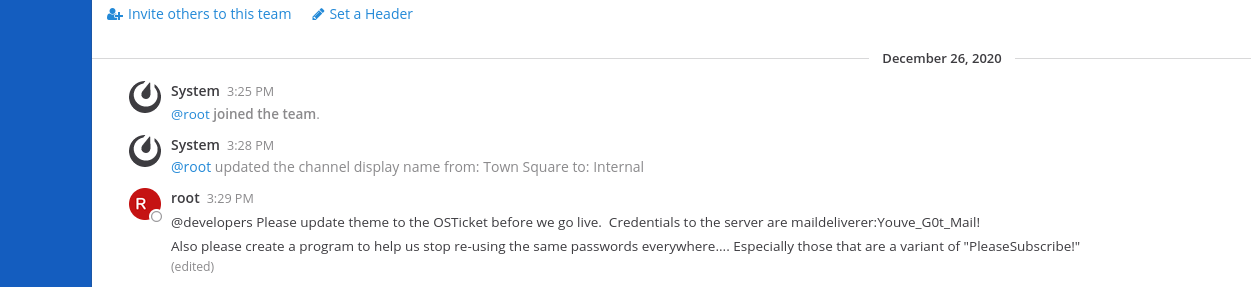 Invite others to this team Set a Header
December 26, 2020
System 3:25 PM
@root joined the team.
System 3:28 PM
@root updated the channel display name from: Town Square to: Internal
R
root 3:29 PM
@developers Please update theme to the OSTicket before we go live.  Credentials to the server are maildeliverer:Youve_G0t_Mail!
Also please create a program to help us stop re-using the same passwords everywhere.... Especially those that are a variant of "PleaseSubscribe!"
(edited)